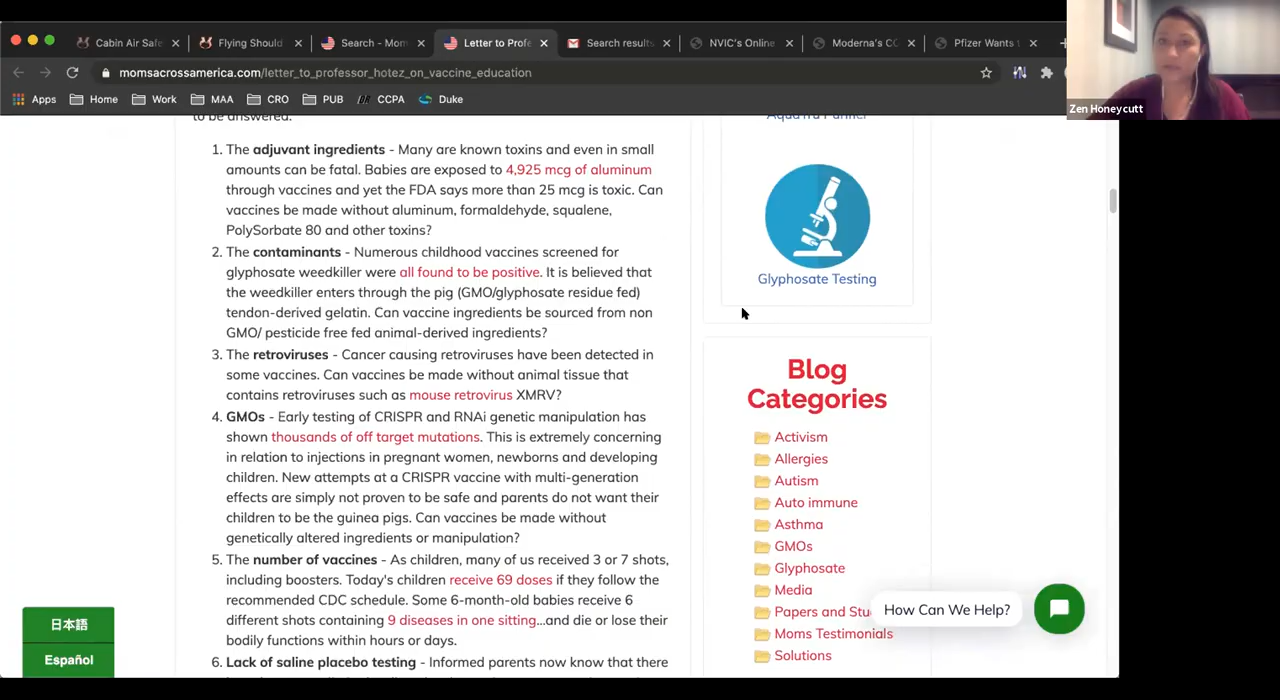 Cabin Air Safe
Flying Should
Search - Mom
Letter to Profe
Search results
NVIC's Online
Moderna's CO
Pfizer Wants t
momsacrossamerica.com/letter_to_professor_hotez_on_vaccine_education
Apps
Home
Work
MAA
CRO
PUB
CCPA
Duke
Zen Honeycutt
to be answered.
1. The adjuvant ingredients - Many are known toxins and even in small
amounts can be fatal. Babies are exposed to 4,925 mcg of aluminum
through vaccines and yet the FDA says more than 25 mcg is toxic. Can
vaccines be made without aluminum, formaldehyde, squalene,
PolySorbate 80 and other toxins?
2. The contaminants - Numerous childhood vaccines screened for
glyphosate weedkiller were all found to be positive. It is believed that
the weedkiller enters through the pig (GMO/glyphosate residue fed)
tendon-derived gelatin. Can vaccine ingredients be sourced from non
GMO/ pesticide free fed animal-derived ingredients?
3. The retroviruses - Cancer causing retroviruses have been detected in
some vaccines. Can vaccines be made without animal tissue that
contains retroviruses such as mouse retrovirus XMRV?
4. GMOs - Early testing of CRISPR and RNAi genetic manipulation has
shown thousands of off target mutations. This is extremely concerning
in relation to injections in pregnant women, newborns and developing
children. New attempts at a CRISPR vaccine with multi-generation
effects are simply not proven to be safe and parents do not want their
children to be the guinea pigs. Can vaccines be made without
genetically altered ingredients or manipulation?
5. The number of vaccines - As children, many of us received 3 or 7 shots,
including boosters. Today's children receive 69 doses if they follow the
recommended CDC schedule. Some 6-month-old babies receive 6
different shots containing 9 diseases in one sitting...and die or lose their
bodily functions within hours or days.
6. Lack of saline placebo testing - Informed parents now know that there
AquaTru Purifier
Glyphosate Testing
Blog
Categories
Activism
Allergies
Autism
Auto immune
Asthma
GMOs
Glyphosate
Media
Papers and Stu
Moms Testimonials
Solutions
How Can We Help?
日本語
Español